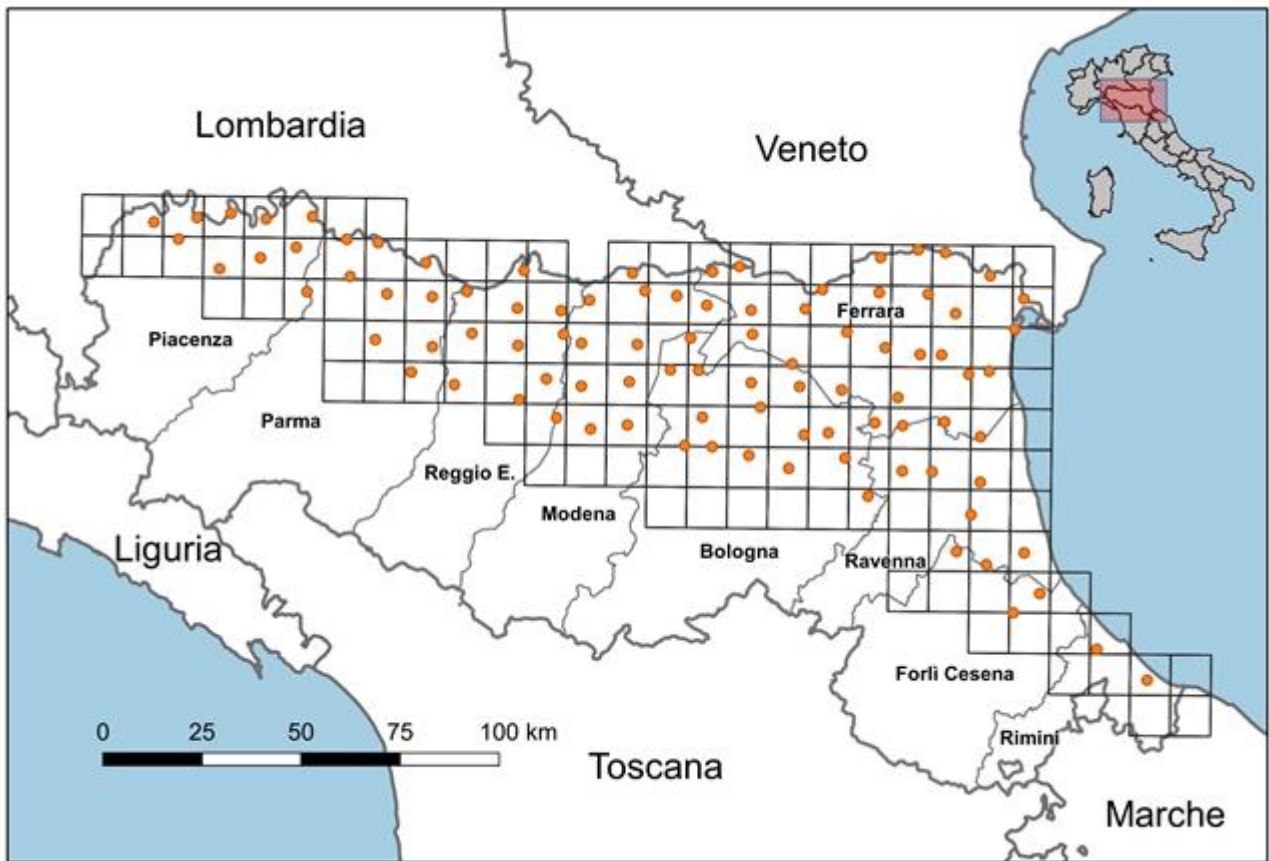 Lombardia
Veneto
Ferrara
Piacenza
Parma
Reggio E.
Modena
Liguria
Bologna
Ravenna
Forlì Cesena
0 25 50 75 100 km
Rimini
Toscana
Marche